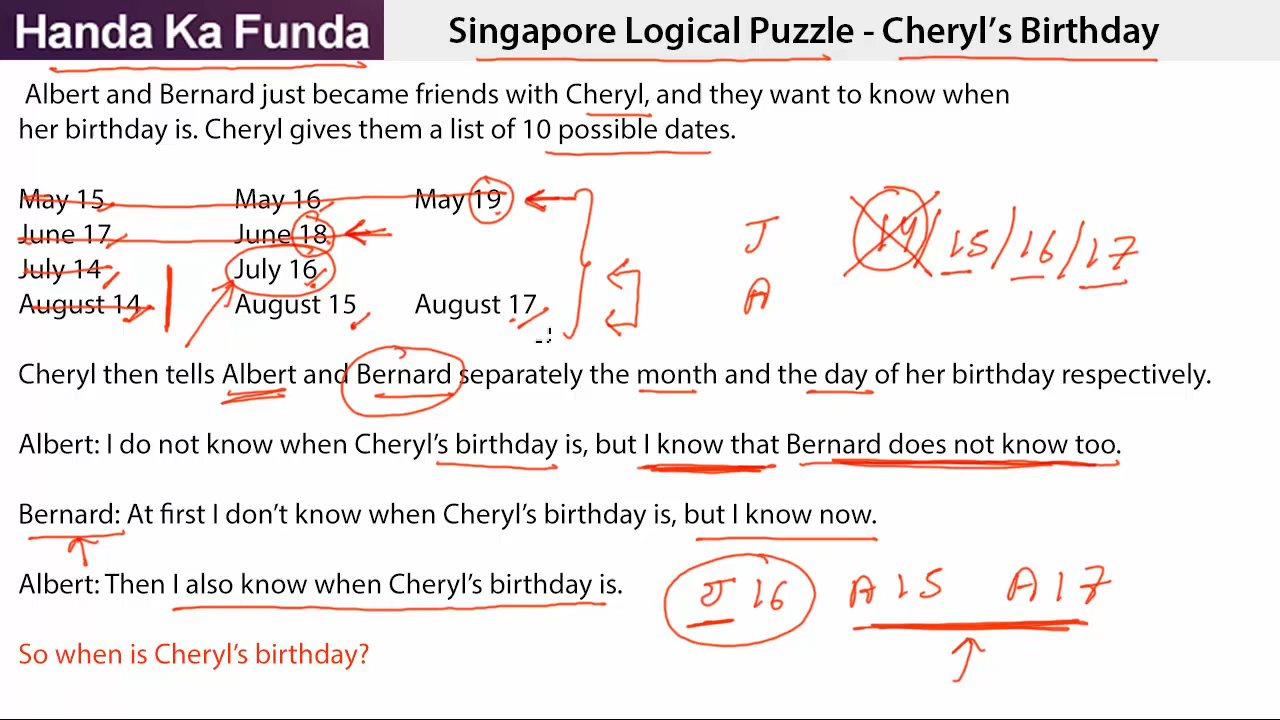 Handa Ka Funda
Singapore Logical Puzzle - Cheryl's Birthday
Albert and Bernard just became friends with Cheryl, and they want to know when
her birthday is. Cheryl gives them a list of 10 possible dates.
May 15 May 16 May 19
June 17 June 18
July 14 July 16
August 14 August 15 August 17
J 14/15/16/17
A
Cheryl then tells Albert and Bernard separately the month and the day of her birthday respectively.
Albert: I do not know when Cheryl's birthday is, but I know that Bernard does not know too.
Bernard: At first I don't know when Cheryl's birthday is, but I know now.
Albert: Then I also know when Cheryl's birthday is.
J 16 A 15 A 17
So when is Cheryl's birthday?